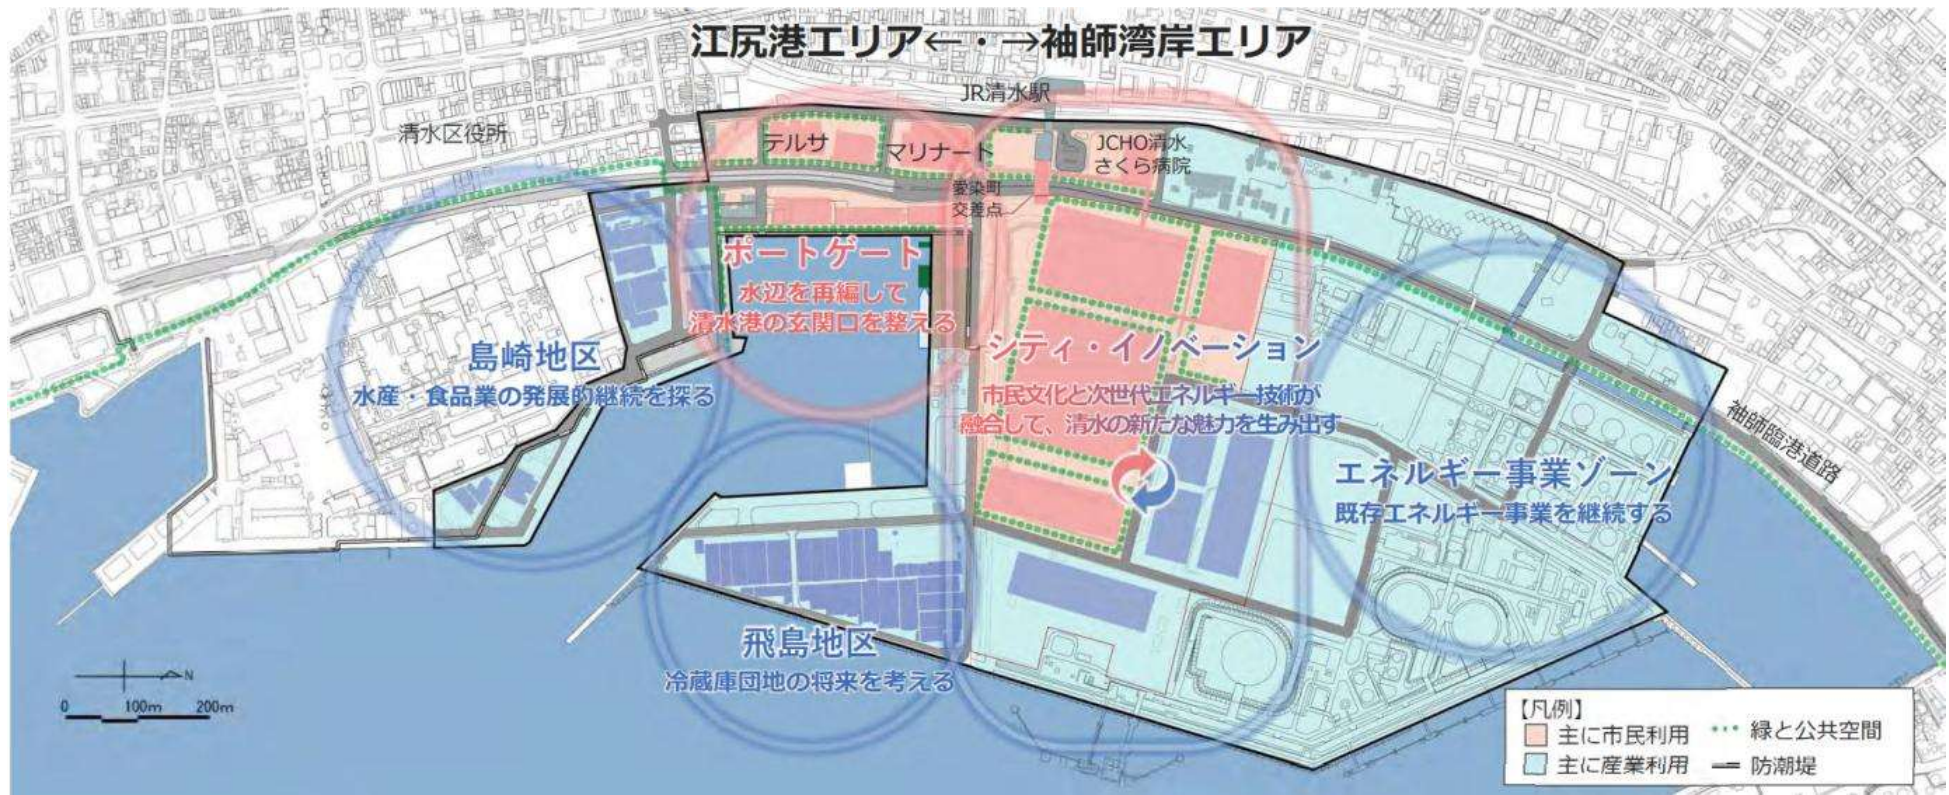 江尻港エリア←・→袖師湾岸エリア
JR清水駅
清水区役所
テルサ
マリナート
JCHO清水
さくら病院
愛染町
交差点
ポートゲート
水辺を再編して
清水港の玄関口を整える
島崎地区
水産・食品業の発展的継続を探る
シティ・イノベーション
市民文化と次世代エネルギー技術が
融合して、清水の新たな魅力を生み出す
エネルギー事業ゾーン
既存エネルギー事業を継続する
袖師臨港道路
飛島地区
冷蔵庫団地の将来を考える
N
0 100m 200m
【凡例】
主に市民利用
緑と公共空間
主に産業利用
防潮堤